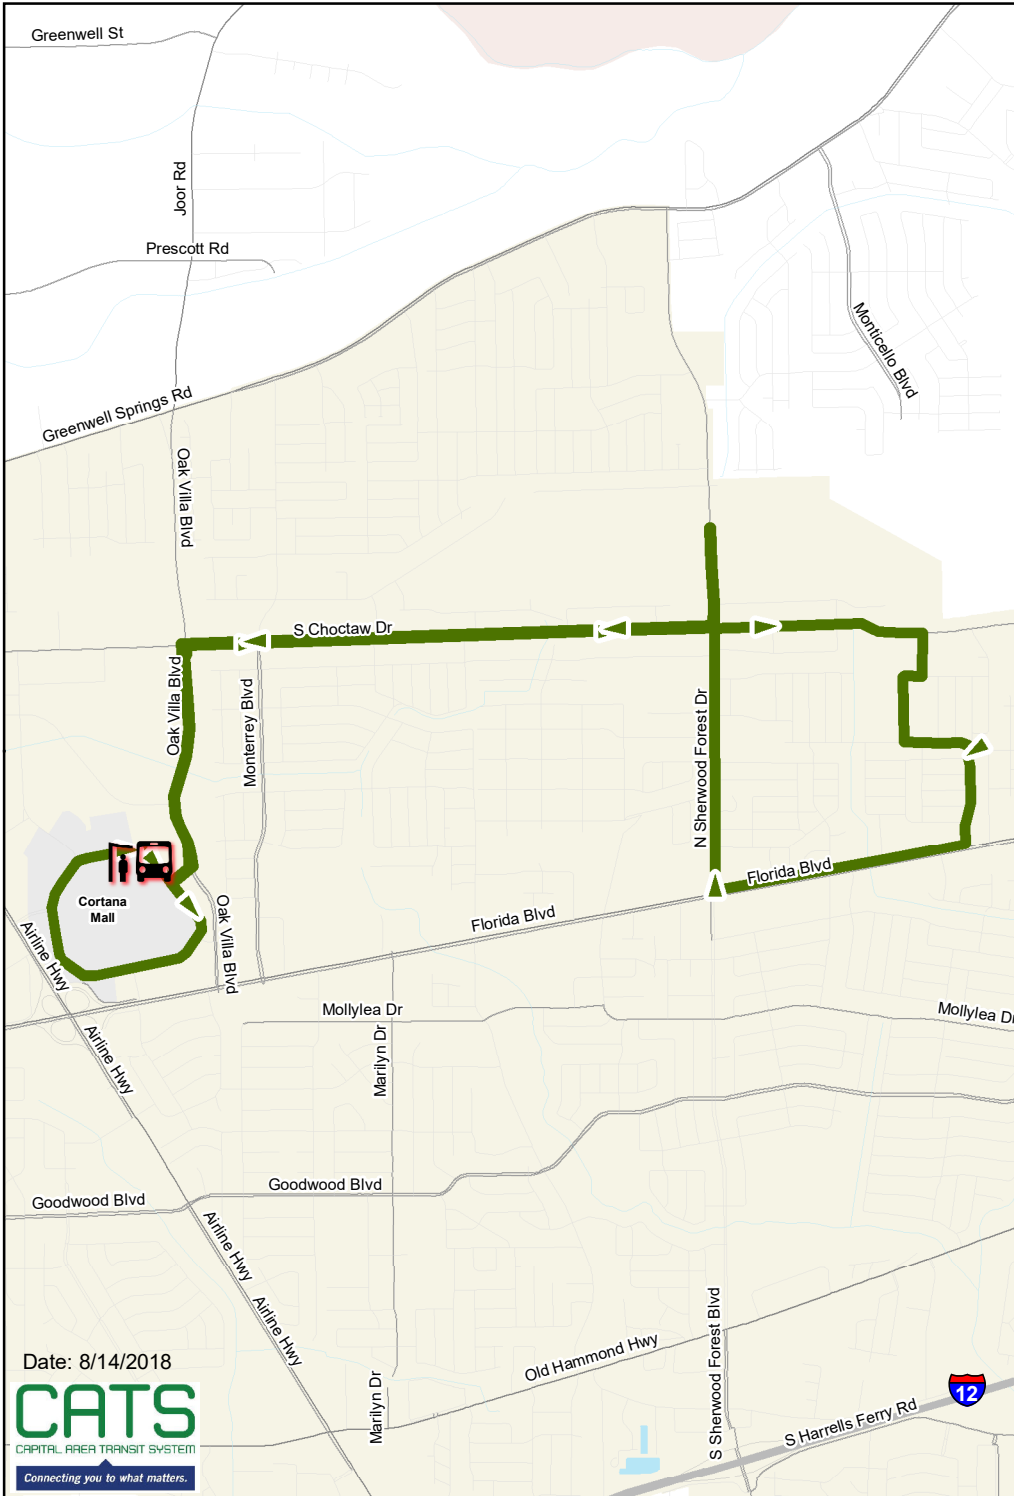 Greenwell St
Joor Rd
Prescott Rd
Monticello Blvd
Greenwell Springs Rd
Oak Villa Blvd
S Choctaw Dr
Oak Villa Blvd
Monterrey Blvd
N Sherwood Forest Dr
Florida Blvd
Cortana
Mall
Oak Villa Blvd
Florida Blvd
Airline Hwy
Mollylea Dr
Mollylea Dr
Airline Hwy
Marilyn Dr
Goodwood Blvd
Goodwood Blvd
Airline Hwy
Airline Hwy
S Sherwood Forest Blvd
Old Hammond Hwy
Date: 8/14/2018
Marilyn Dr
12
S Harrells Ferry Rd
CATS
CAPITAL AREA TRANSIT SYSTEM
Connecting you to what matters.